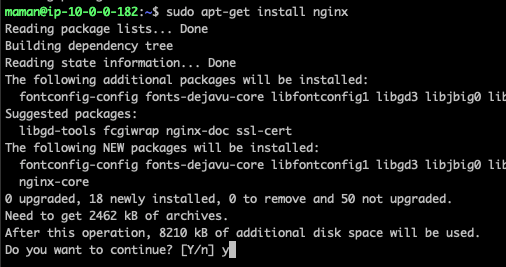 maman@ip-10-0-0-182:~$ sudo apt-get install nginx
Reading package lists... Done
Building dependency tree
Reading state information... Done
The following additional packages will be installed:
fontconfig-config fonts-dejavu-core libfontconfig1 libgd3 libjbig0
Suggested packages:
libgd-tools fcgiwrap nginx-doc ssl-cert
The following NEW packages will be installed:
fontconfig-config fonts-dejavu-core libfontconfig1 libgd3 libjbig0
nginx-core
0 upgraded, 18 newly installed, 0 to remove and 50 not upgraded.
Need to get 2462 kB of archives.
After this operation, 8210 kB of additional disk space will be used.
Do you want to continue? [Y/n] y